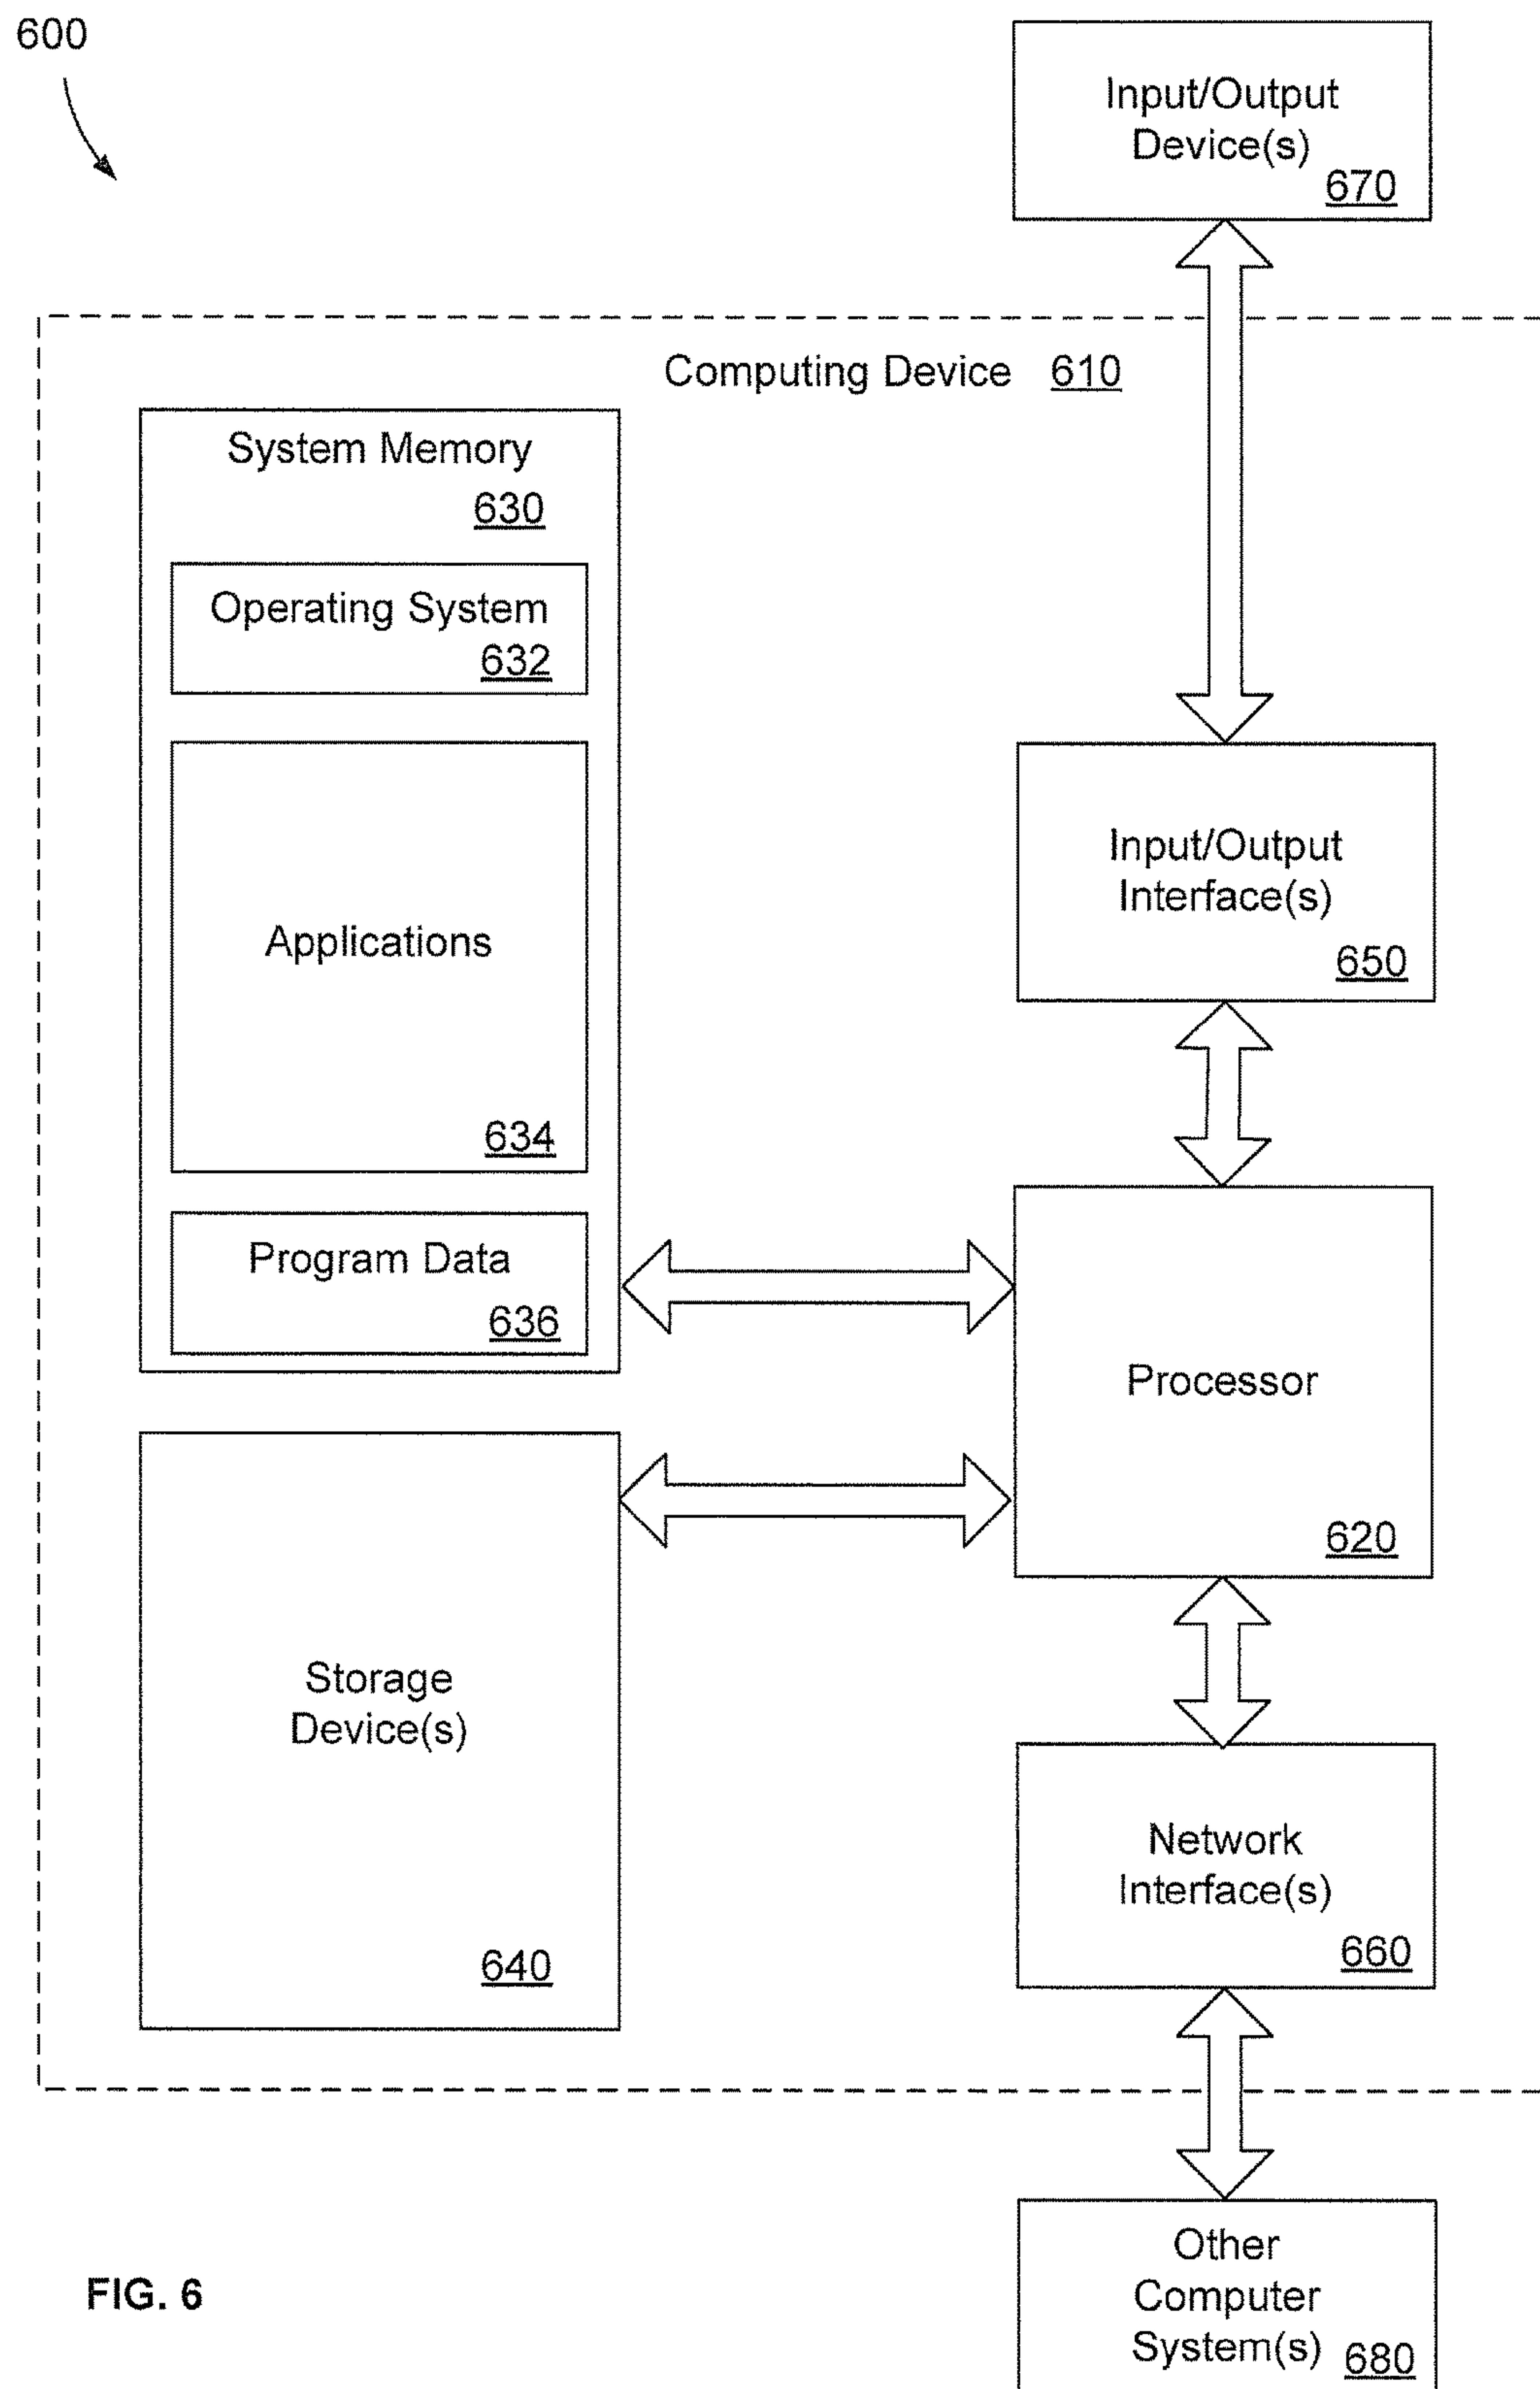 600
Input/Output
Device(s)
670
Computing Device 610
System Memory
630
Operating System
632
Applications
634
Program Data
636
Input/Output
Interface(s)
650
Processor
620
Storage
Device(s)
640
Network
Interface(s)
660
Other
Computer
System(s) 680
FIG. 6